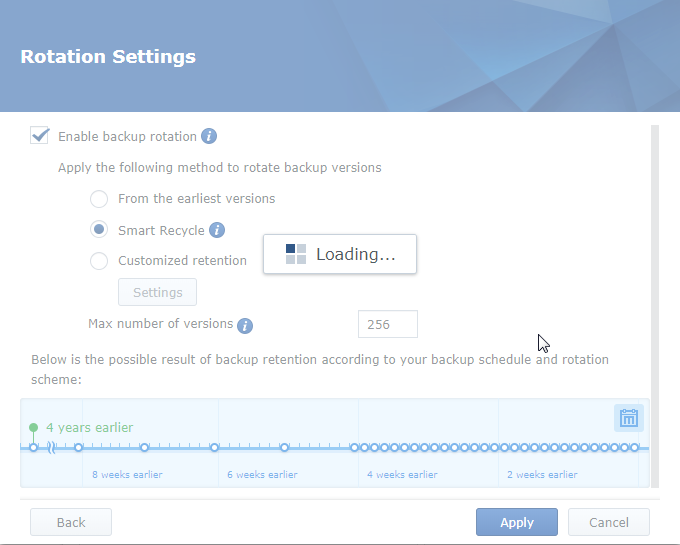 Rotation Settings
Enable backup rotation
Apply the following method to rotate backup versions
From the earliest versions
Smart Recycle
Loading...
Customized retention
Settings
Max number of versions
256
Below is the possible result of backup retention according to your backup schedule and rotation
scheme:
4 years earlier
8 weeks earlier
6 weeks earlier
4 weeks earlier
2 weeks earlier
Back
Apply
Cancel